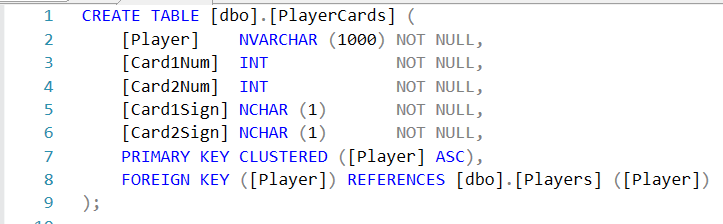 1 CREATE TABLE [dbo].[PlayerCards] (
2 [Player] NVARCHAR (1000) NOT NULL,
3 [Card1Num] INT NOT NULL,
4 [Card2Num] INT NOT NULL,
5 [Card1Sign] NCHAR (1) NOT NULL,
6 [Card2Sign] NCHAR (1) NOT NULL,
7 PRIMARY KEY CLUSTERED ([Player] ASC),
8 FOREIGN KEY ([Player]) REFERENCES [dbo].[Players] ([Player])
9 );